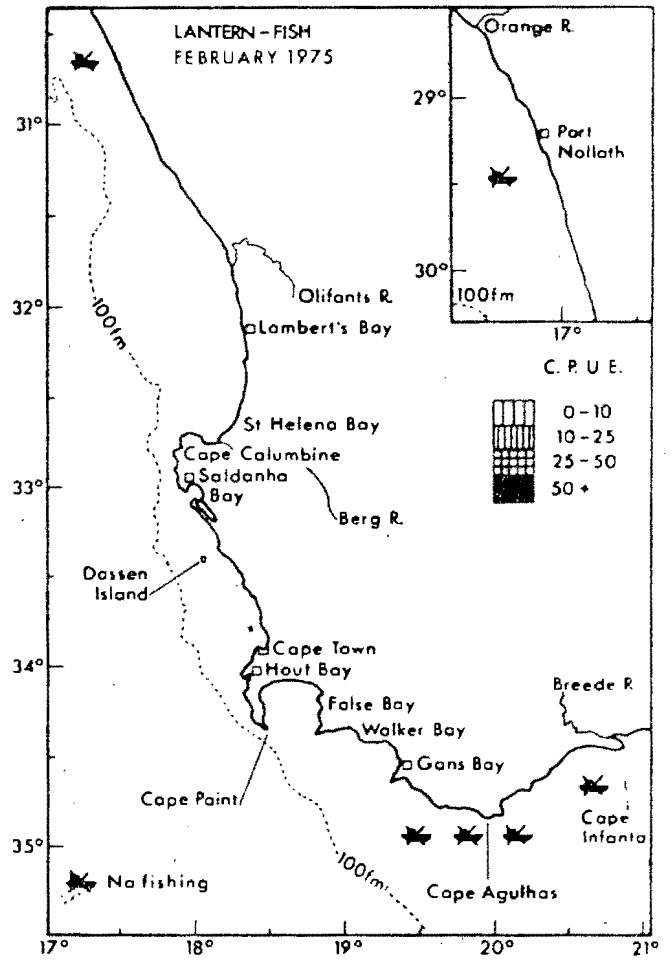 LANTERN-FISH
FEBRUARY 1975
Orange R.
29°
Port
Nollath
30°
100fm
17°
31°
Olifants R.
32°
100fm
Lambert's Bay
C. P. U E.
0-10
10-25
25-50
50+
St Helena Bay
Cape Calumbine
Saldanha
Bay
33°
Berg R.
Dassen
Island
Cape Town
34°
Hout Bay
Breede R
False Bay
Walker Bay
Gans Bay
Cape Paint
Cape
Infanta
35°
100fm
No fishing
Cape Agulhas
17°
18°
19°
20°
21°